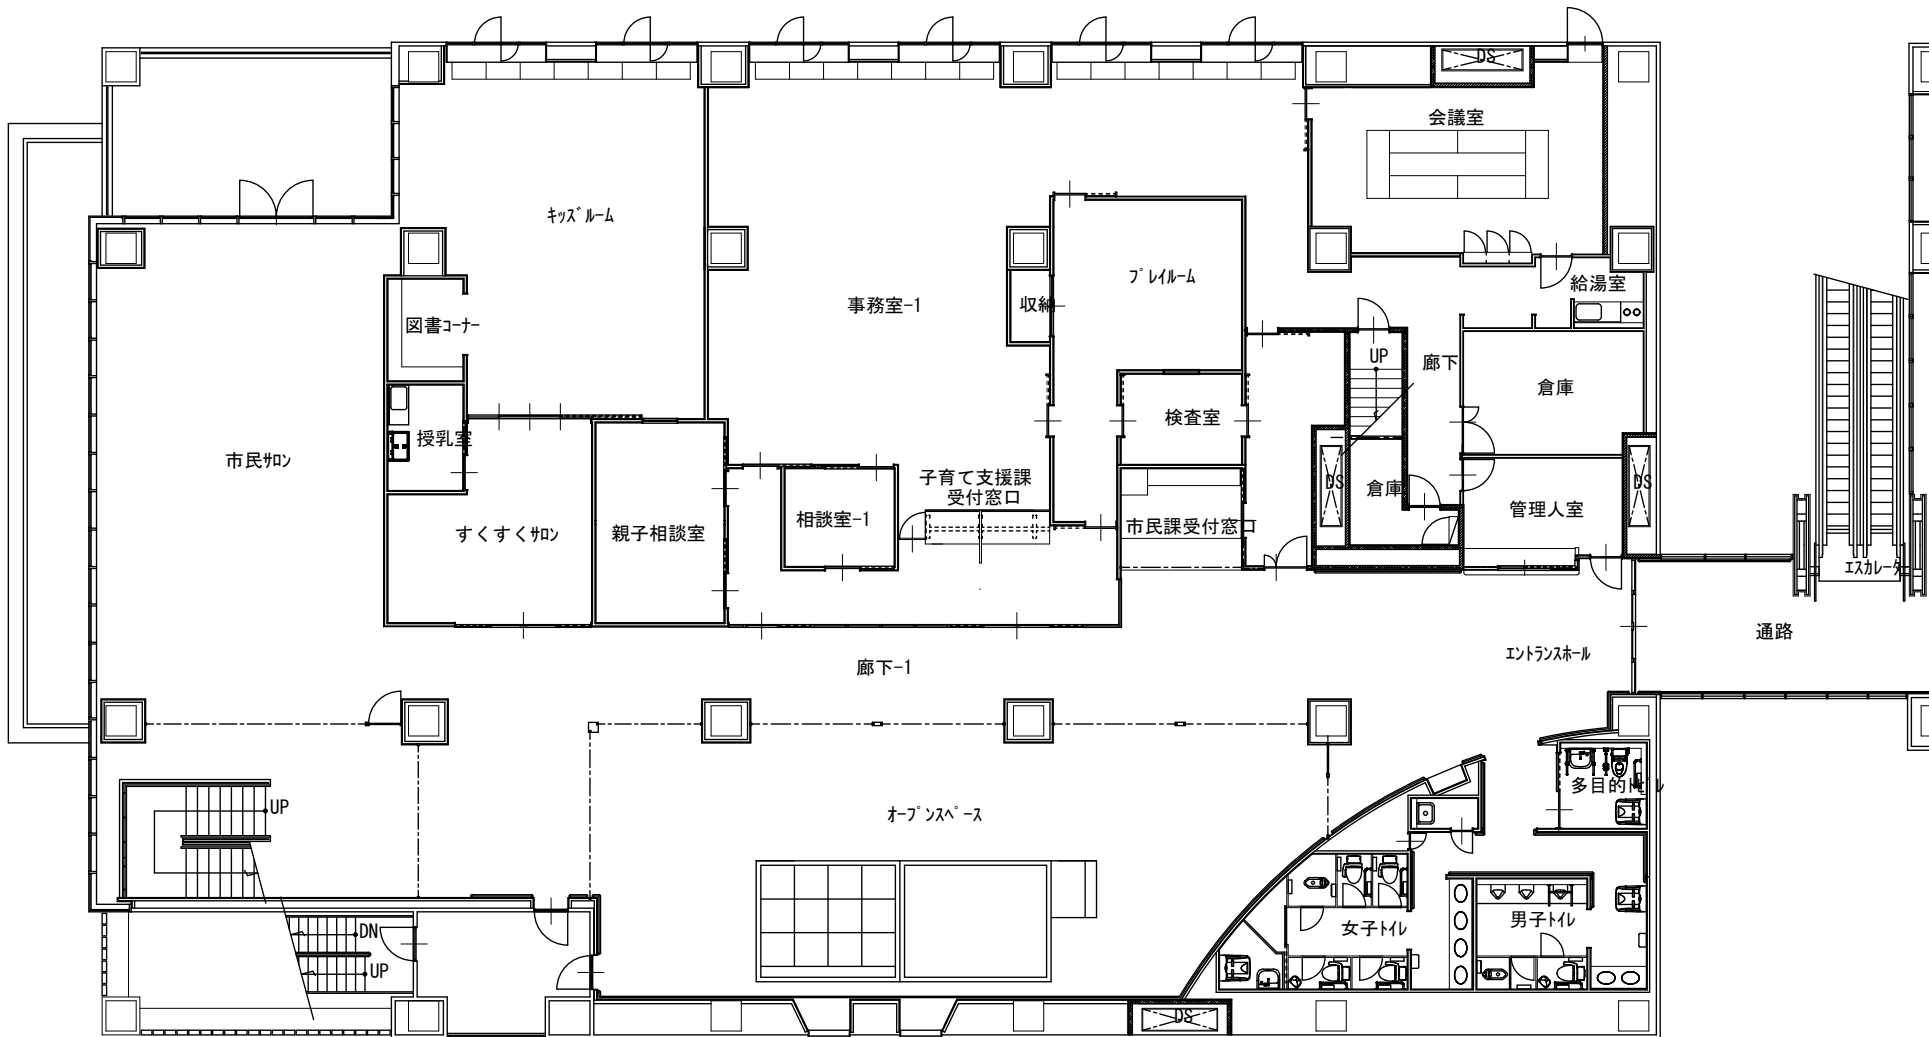 DS
会議室
ｷｯｽﾞﾙｰﾑ
事務室-1
収納
ﾌﾟﾚｲﾙｰﾑ
給湯室
図書ｺｰﾅｰ
UP
廊下
倉庫
検査室
授乳室
市民ｻﾛﾝ
子育て支援課
受付窓口
DS
倉庫
DS
管理人室
すくすくｻﾛﾝ
親子相談室
相談室-1
市民課受付窓口
ｴｽｶﾚｰﾀ
通路
廊下-1
ｴﾝﾄﾗﾝｽﾎｰﾙ
多目的ﾄｲﾚ
UP
ｵｰﾌﾟﾝｽﾍﾟｰｽ
DN
UP
女子ﾄｲﾚ
男子ﾄｲﾚ
DS